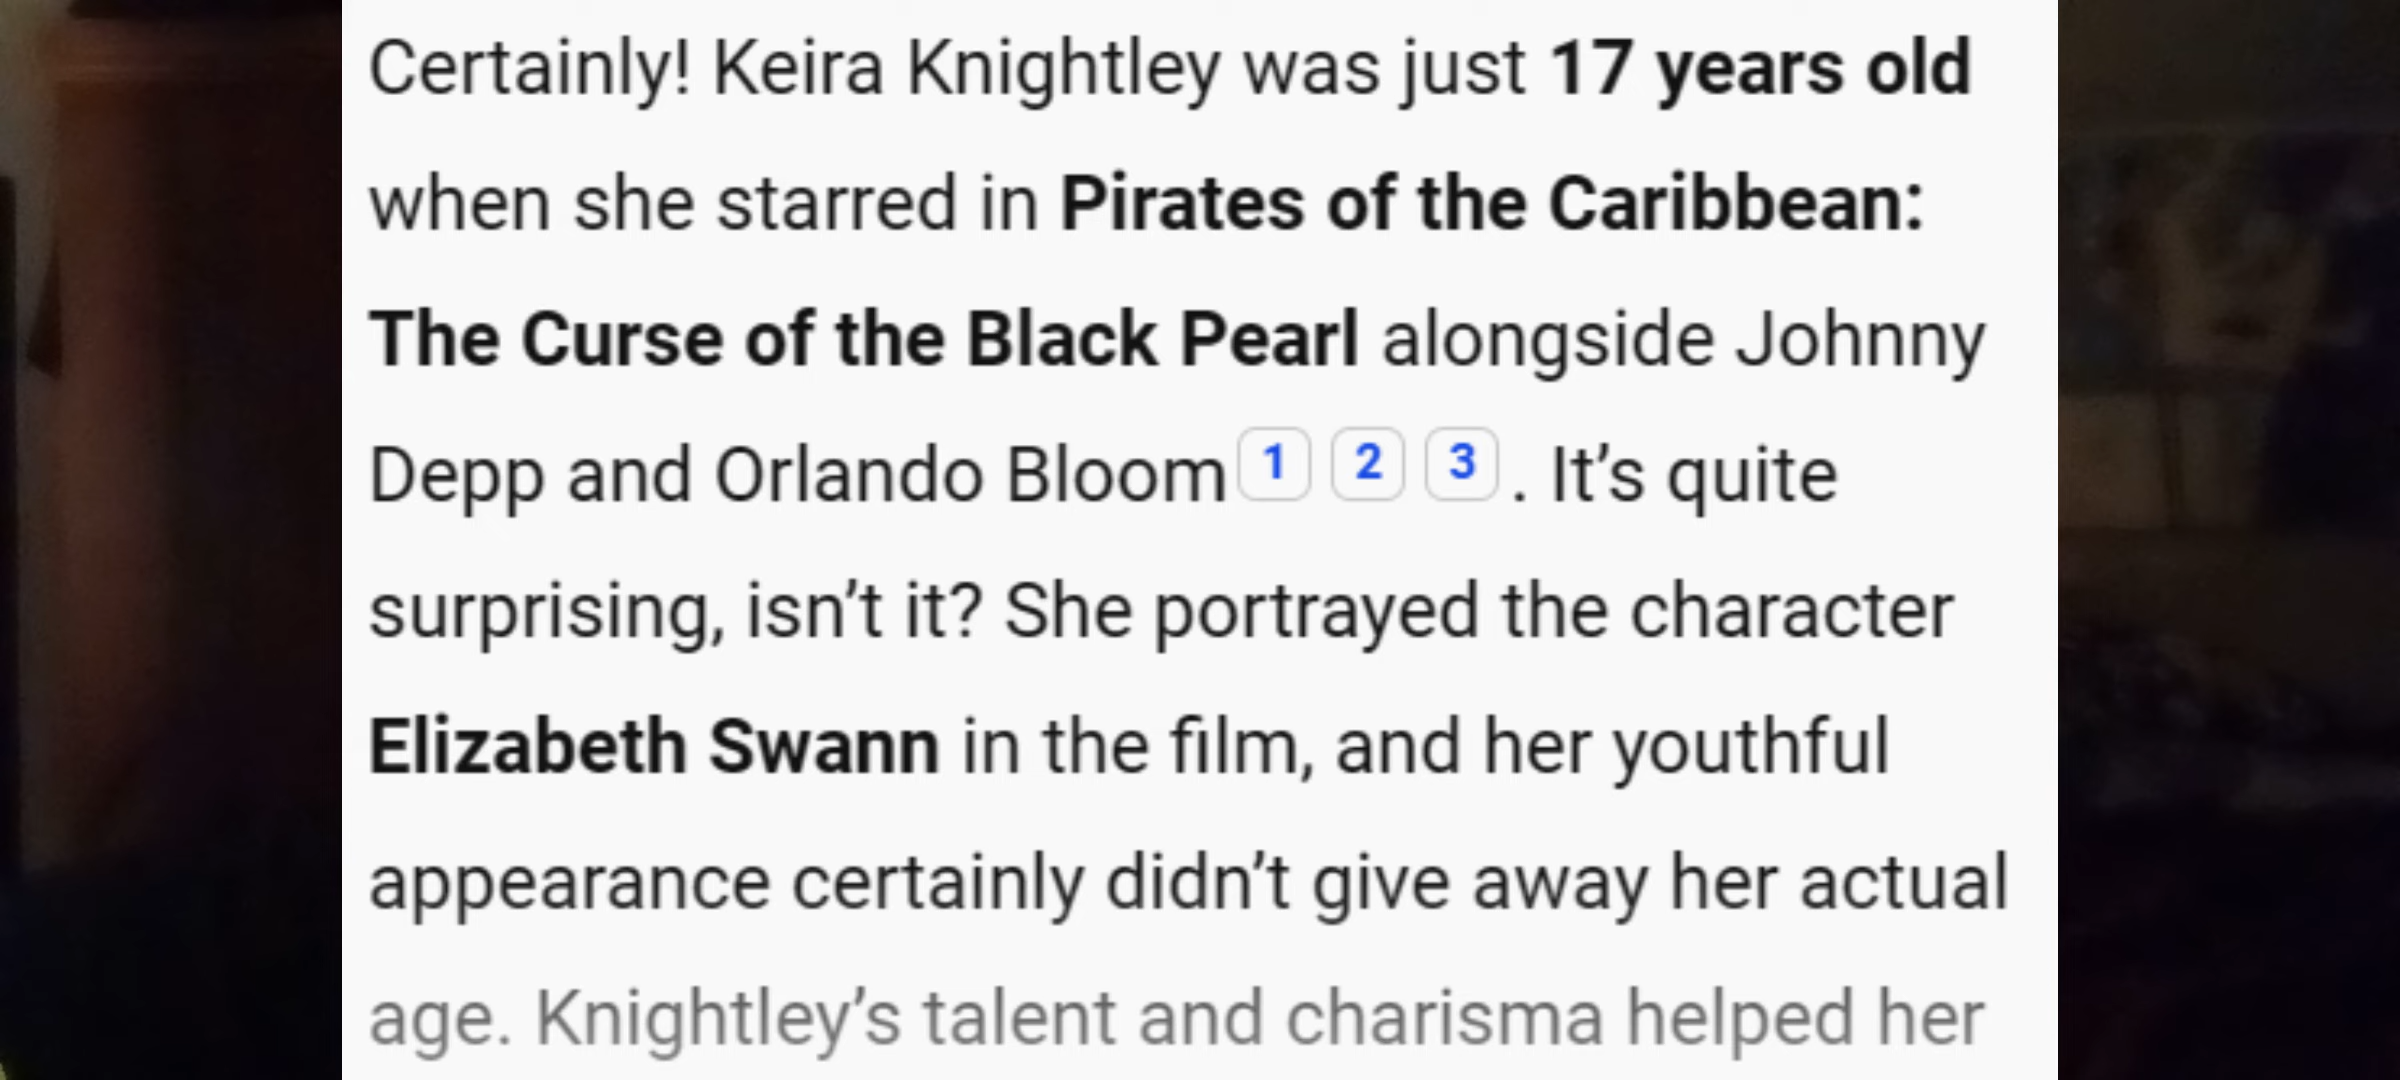 Certainly! Keira Knightley was just 17 years old
when she starred in Pirates of the Caribbean:
The Curse of the Black Pearl alongside Johnny
Depp and Orlando Bloom 1 2 3 . It’s quite
surprising, isn’t it? She portrayed the character
Elizabeth Swann in the film, and her youthful
appearance certainly didn’t give away her actual
age. Knightley’s talent and charisma helped her